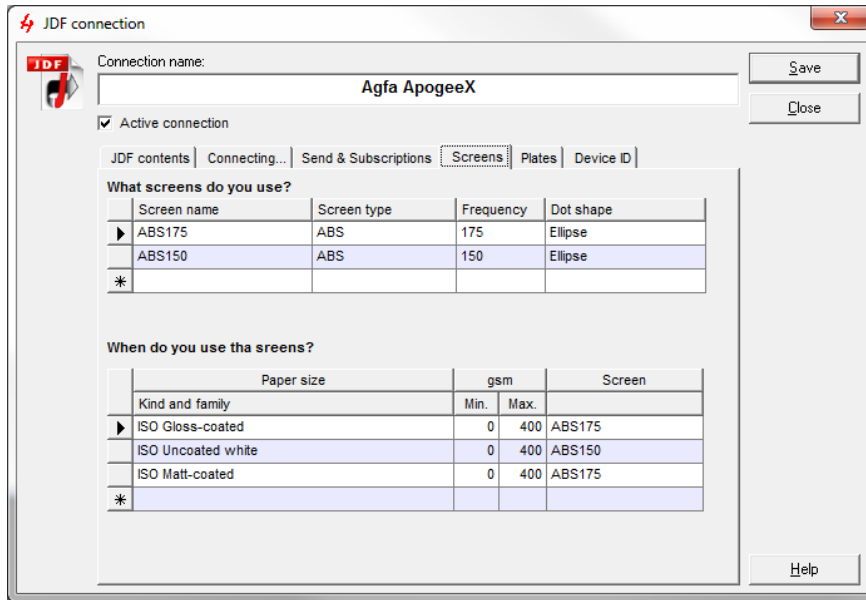 JDF connection
JDF
Connection name:
Agfa ApogeeX
Save
Close
Active connection
JDF contents Connecting... Send & Subscriptions Screens Plates Device ID
What screens do you use?
Screen name Screen type Frequency Dot shape
ABS175 ABS 175 Ellipse
ABS150 ABS 150 Ellipse
When do you use tha sreens?
Paper size gsm Screen
Kind and family Min. Max.
ISO Gloss-coated 0 400 ABS175
ISO Uncoated white 0 400 ABS150
ISO Matt-coated 0 400 ABS175
Help